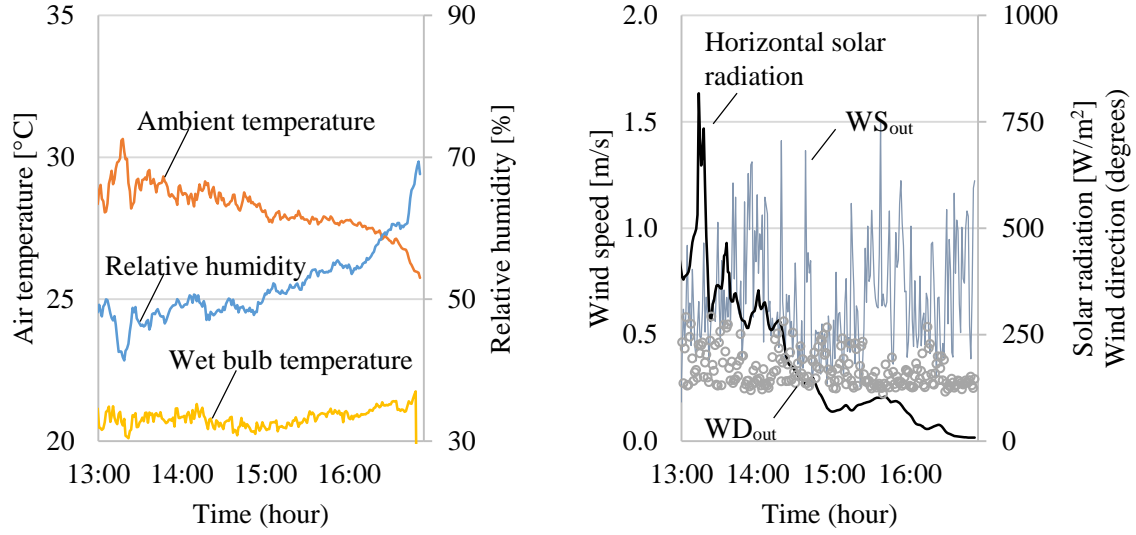 35
30
25
20
Air temperature [°C]
90
70
50
30
Relative humidity [%]
Ambient temperature
Relative humidity
Wet bulb temperature
13:00 14:00 15:00 16:00
Time (hour)
2.0
1.5
1.0
0.5
0.0
Wind speed [m/s]
1000
750
500
250
0
Solar radiation [W/m²]
Wind direction (degrees)
Horizontal solar
radiation
WSout
WDout
13:00 14:00 15:00 16:00
Time (hour)